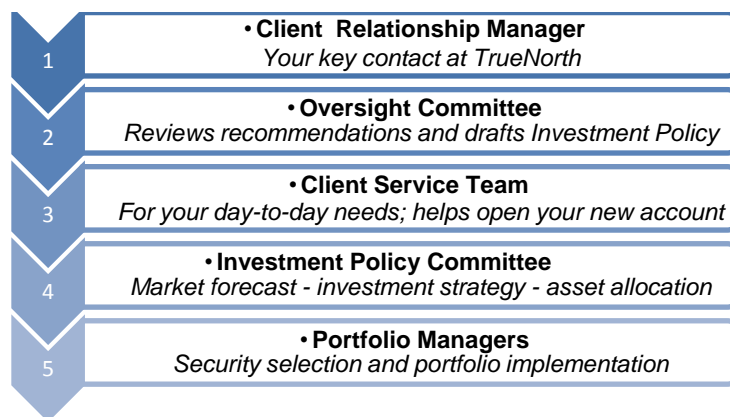 1
• Client Relationship Manager
Your key contact at TrueNorth
2
• Oversight Committee
Reviews recommendations and drafts Investment Policy
3
• Client Service Team
For your day-to-day needs; helps open your new account
4
• Investment Policy Committee
Market forecast - investment strategy - asset allocation
5
• Portfolio Managers
Security selection and portfolio implementation